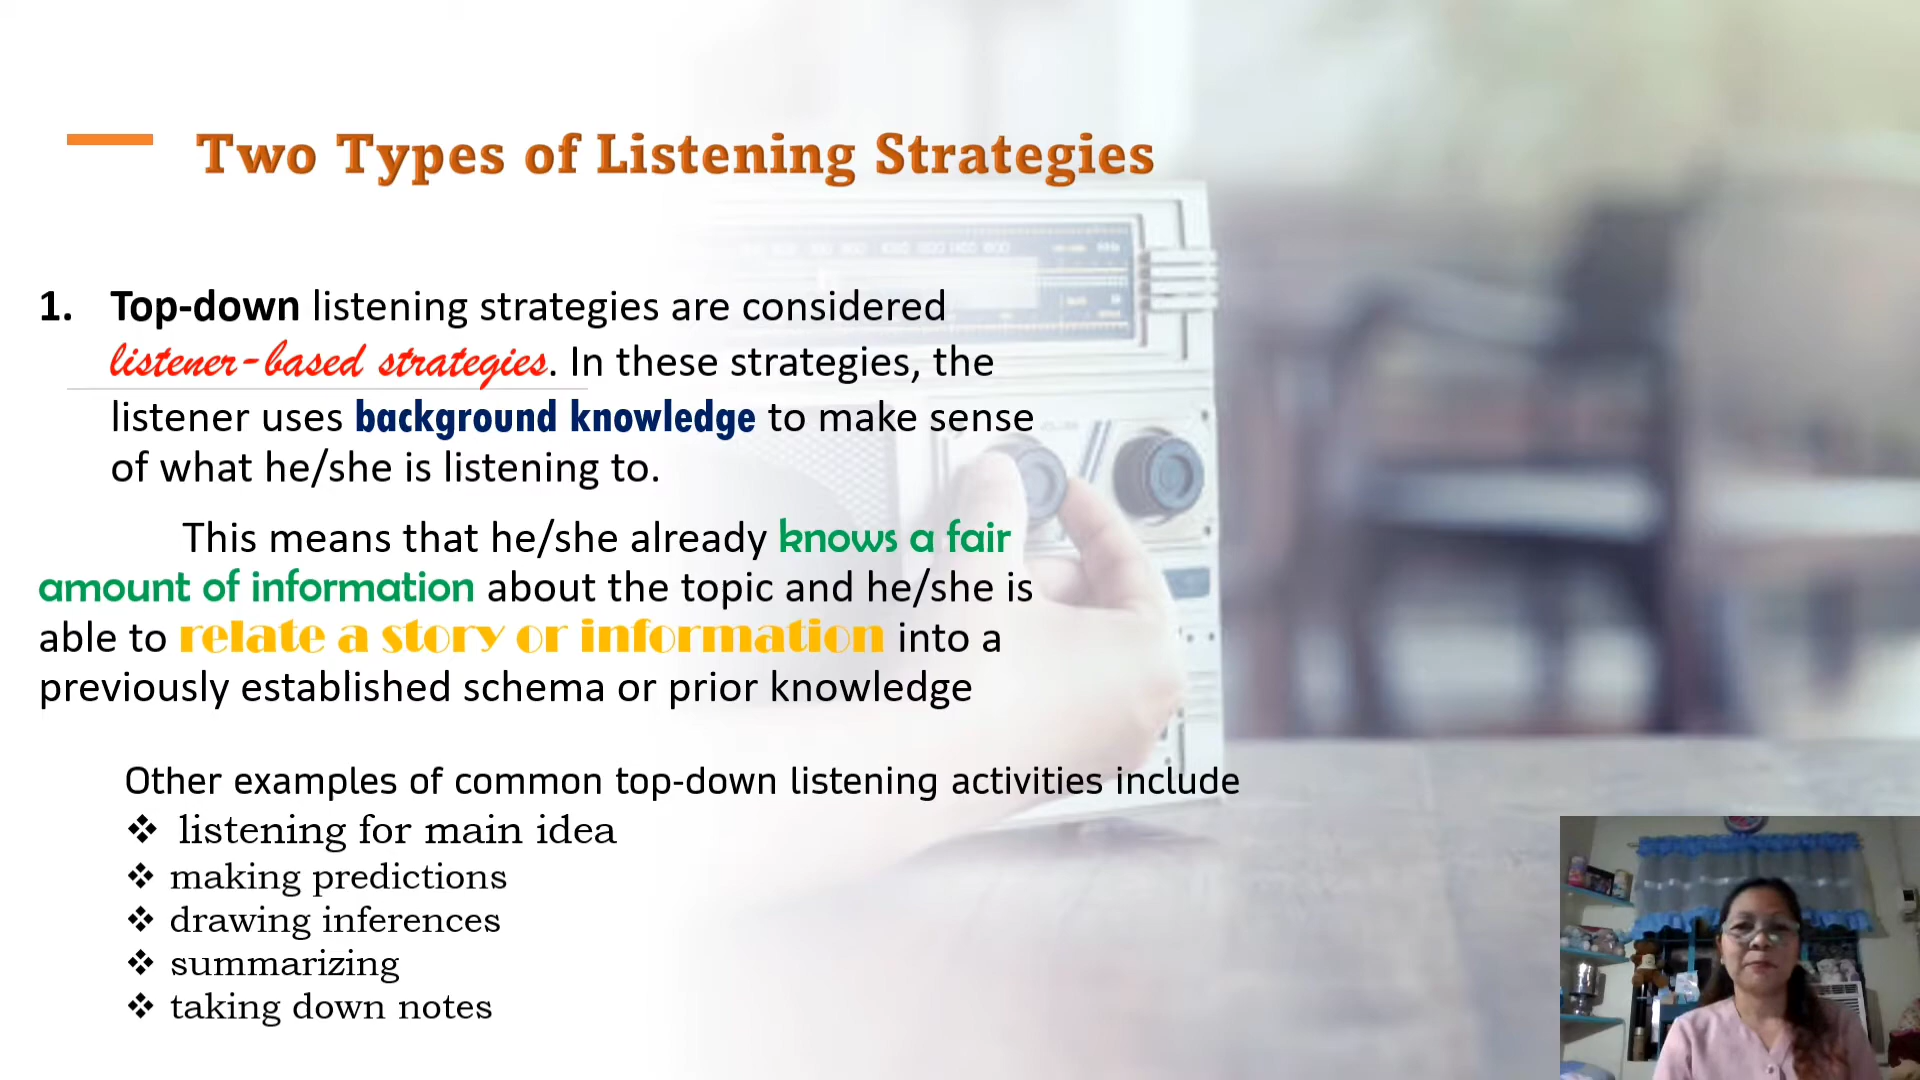 Two Types of Listening Strategies
1. Top-down listening strategies are considered
listener-based strategies. In these strategies, the
listener uses background knowledge to make sense
of what he/she is listening to.
This means that he/she already knows a fair
amount of information about the topic and he/she is
able to relate a story or information into a
previously established schema or prior knowledge
Other examples of common top-down listening activities include
❖ listening for main idea
❖ making predictions
❖ drawing inferences
❖ summarizing
❖ taking down notes